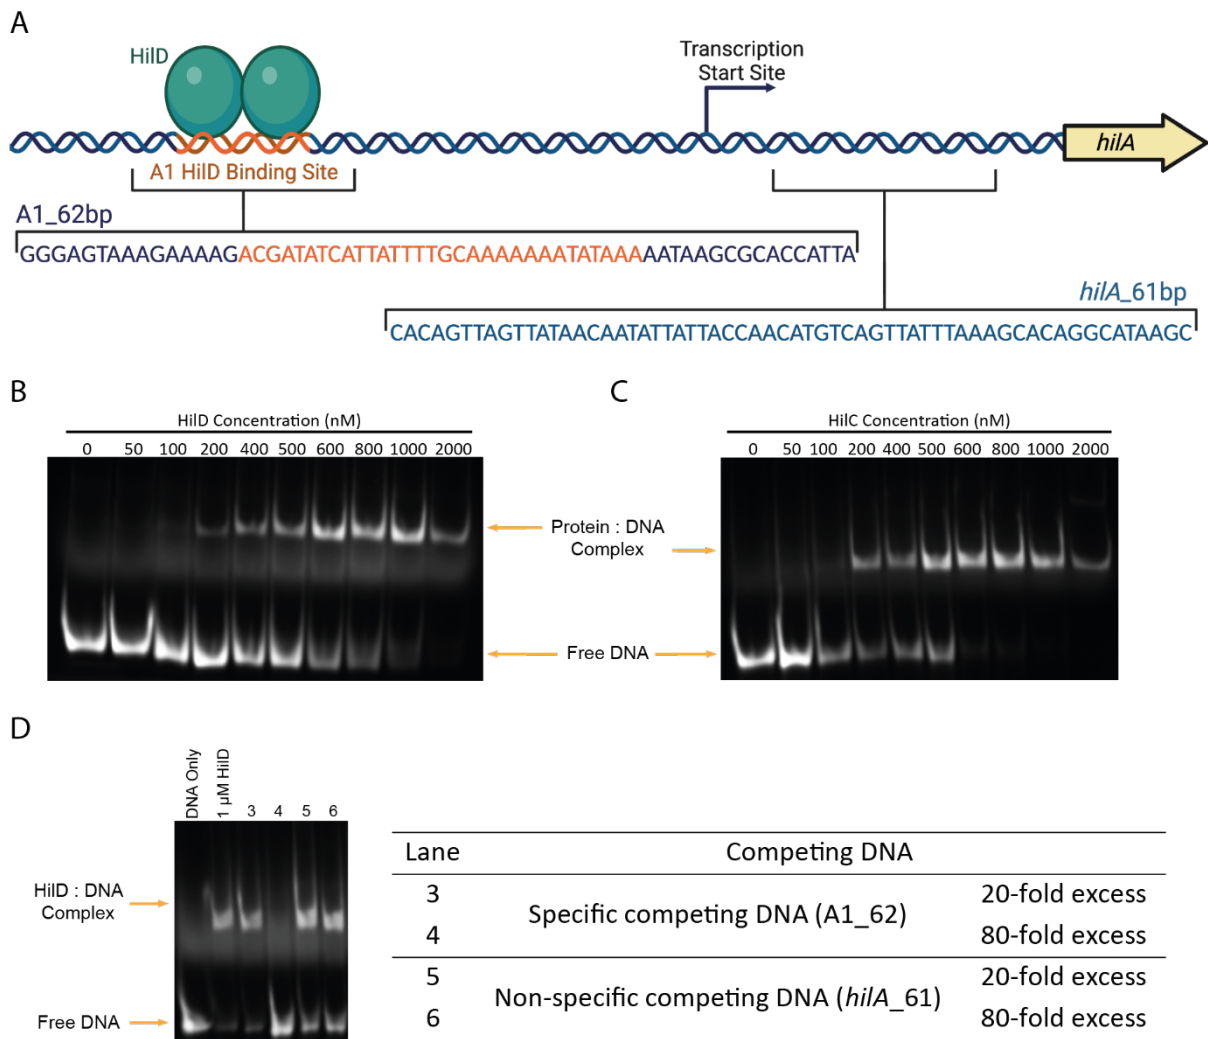 A
HilD
Transcription
Start Site
hilA
A1 HilD Binding Site
A1_62bp
GGGAGTAAAGAAAAGACGATATCATTATTTTGCAAAAAAATATAAAAATAAGCGCACCATTA
hilA_61bp
CACAGTTAGTTATAACAATATTATTACCAACATGTCAGTTATTTAAAGCACAGGCATAAGC
B
HilD Concentration (nM)
0 50 100 200 400 500 600 800 1000 2000
C
HilC Concentration (nM)
0 50 100 200 400 500 600 800 1000 2000
Protein : DNA
Complex
Free DNA
D
DNA Only
1 µM HilD
3 4 5 6
HilD : DNA
Complex
Free DNA
Lane Competing DNA
3 Specific competing DNA (A1_62) 20-fold excess
4 80-fold excess
5 Non-specific competing DNA (hilA_61) 20-fold excess
6 80-fold excess